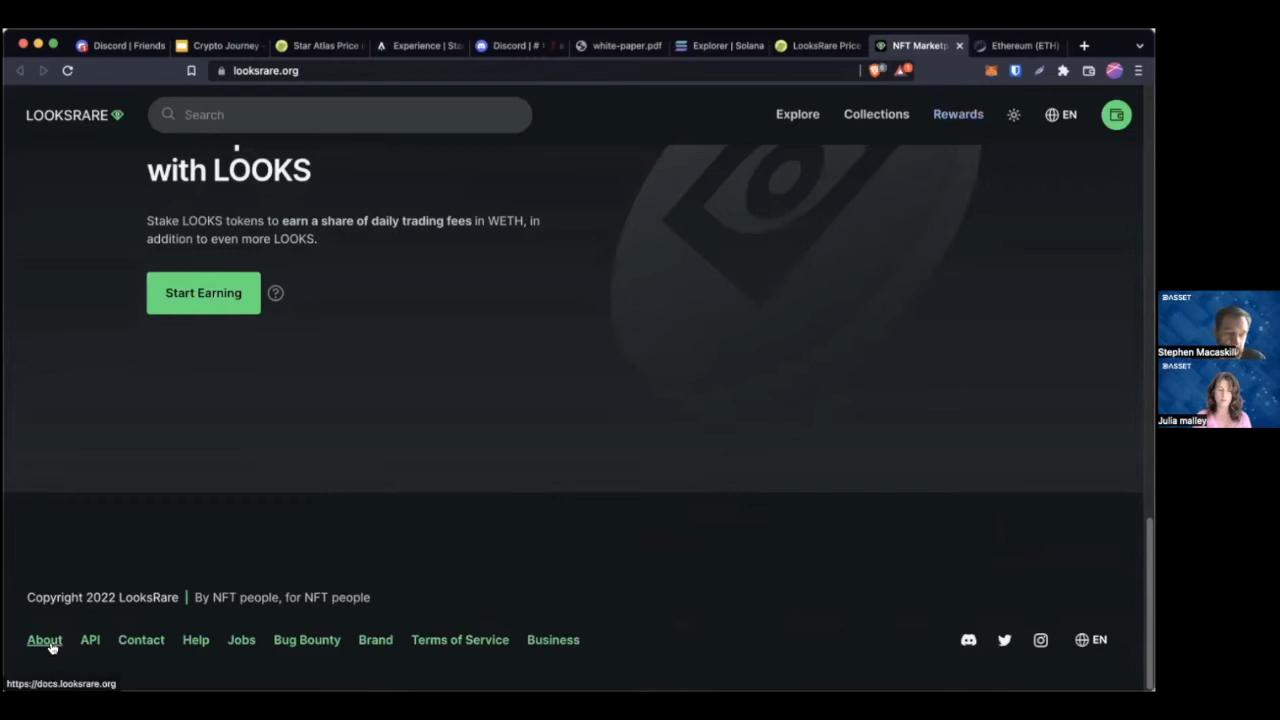 Discord | Friends
Crypto Journey
Star Atlas Price
Experience | Sta
Discord | #
white-paper.pdf
Explorer | Solana
LooksRare Price
NFT Marketp
Ethereum (ETH)
looksrare.org
LOOKSRARE
Search
Explore
Collections
Rewards
EN
with LOOKS
Stake LOOKS tokens to earn a share of daily trading fees in WETH, in
addition to even more LOOKS.
Start Earning
?
BASSET
Stephen Macaskill
BASSET
Julia malley
Copyright 2022 LooksRare | By NFT people, for NFT people
About API Contact Help Jobs Bug Bounty Brand Terms of Service Business
EN
https://docs.looksrare.org